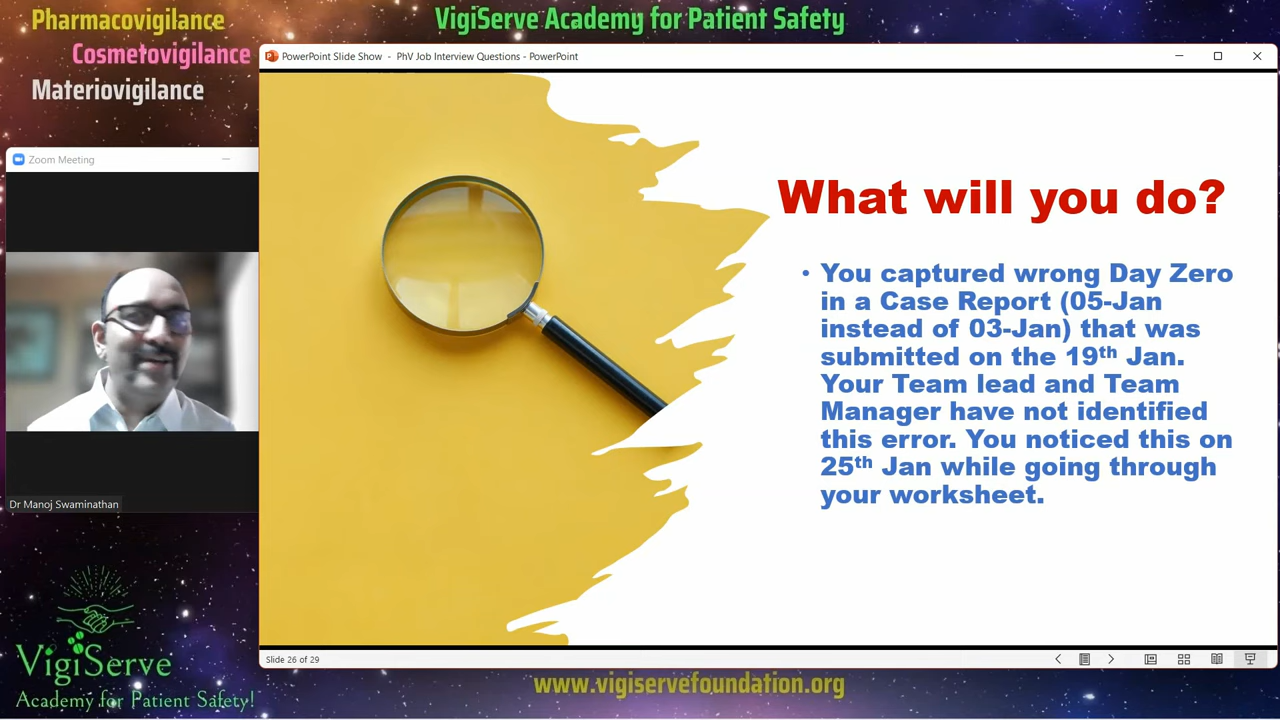 Pharmacovigilance
Cosmetovigilance
Materiovigilance
VigiServe Academy for Patient Safety
PowerPoint Slide Show - PhV Job Interview Questions - PowerPoint
Zoom Meeting
Dr Manoj Swaminathan
What will you do?
• You captured wrong Day Zero
in a Case Report (05-Jan
instead of 03-Jan) that was
submitted on the 19th Jan.
Your Team lead and Team
Manager have not identified
this error. You noticed this on
25th Jan while going through
your worksheet.
Slide 26 of 29
VigiServe
Academy for Patient Safety!
www.vigiservefoundation.org